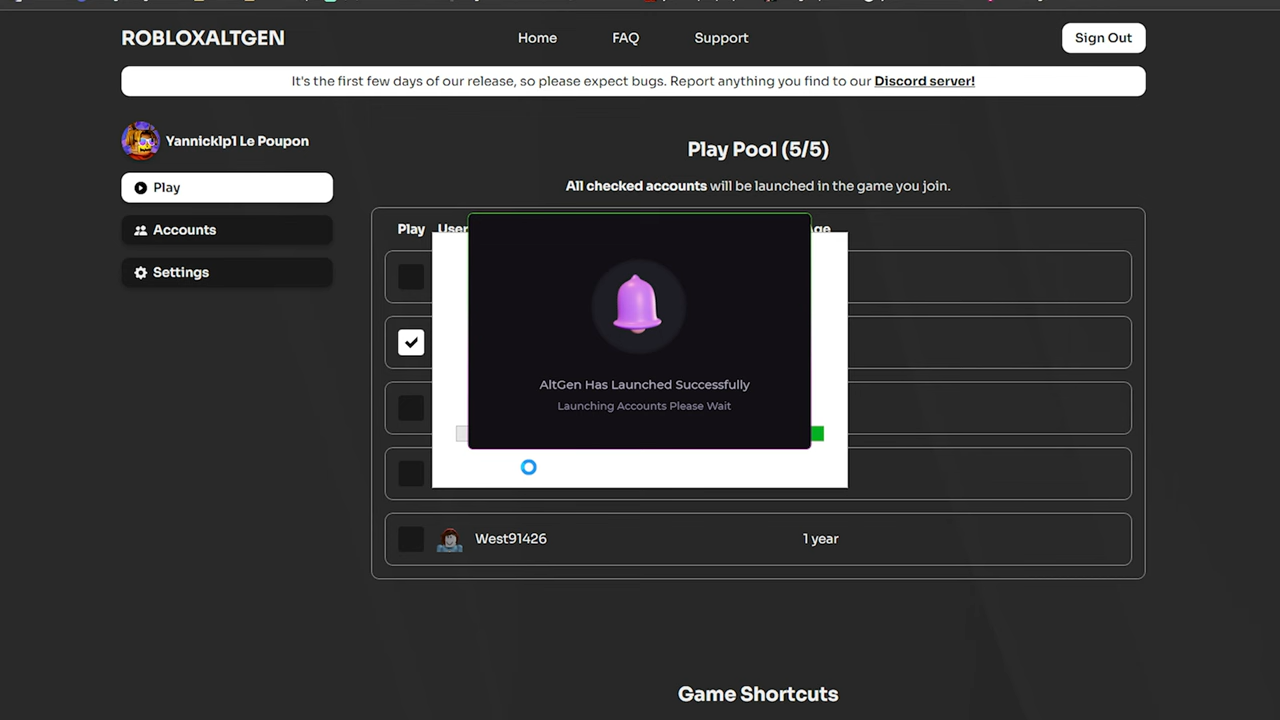 ROBLOXALTGEN
Home
FAQ
Support
Sign Out
It's the first few days of our release, so please expect bugs. Report anything you find to our Discord server!
Yannicklp1 Le Poupon
Play
Accounts
Settings
Play Pool (5/5)
All checked accounts will be launched in the game you join.
Play
AltGen Has Launched Successfully
Launching Accounts Please Wait
West91426
1 year
Game Shortcuts